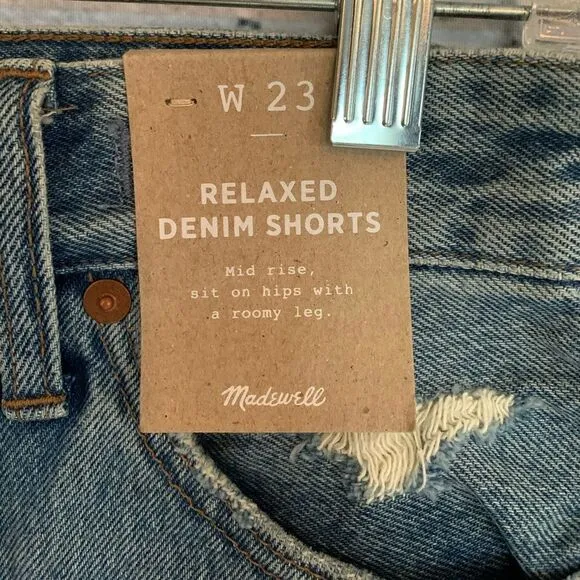 W 23
RELAXED
DENIM SHORTS
Mid rise,
sit on hips with
a roomy leg.
Madewell